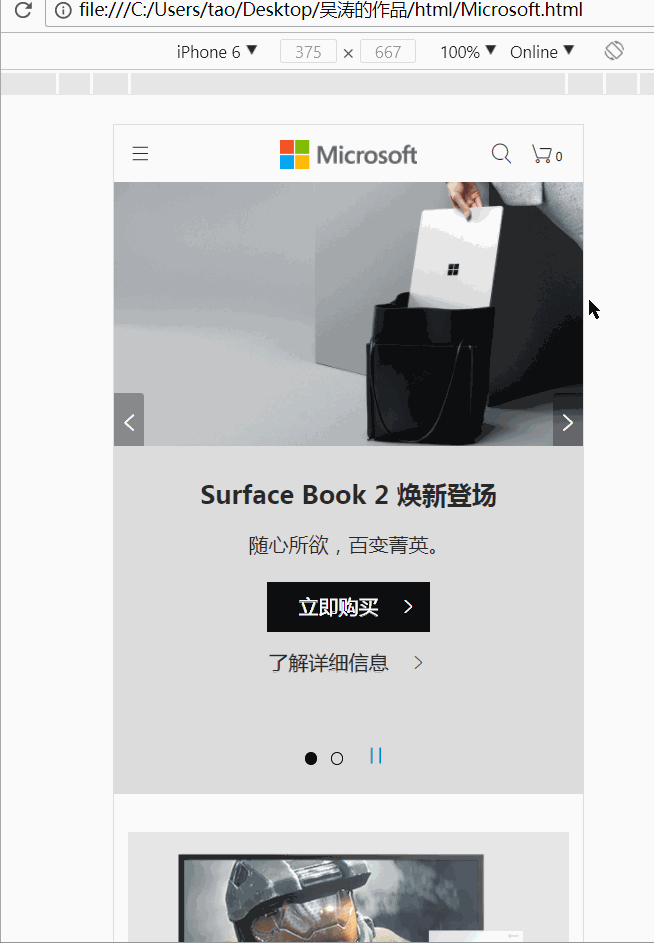 file:///C:/Users/tao/Desktop/吴涛的作品/html/Microsoft.html
iPhone 6 ▼ 375 × 667 100% ▼ Online ▼
Microsoft 0
Surface Book 2 焕新登场
随心所欲，百变菁英。
立即购买
了解详细信息